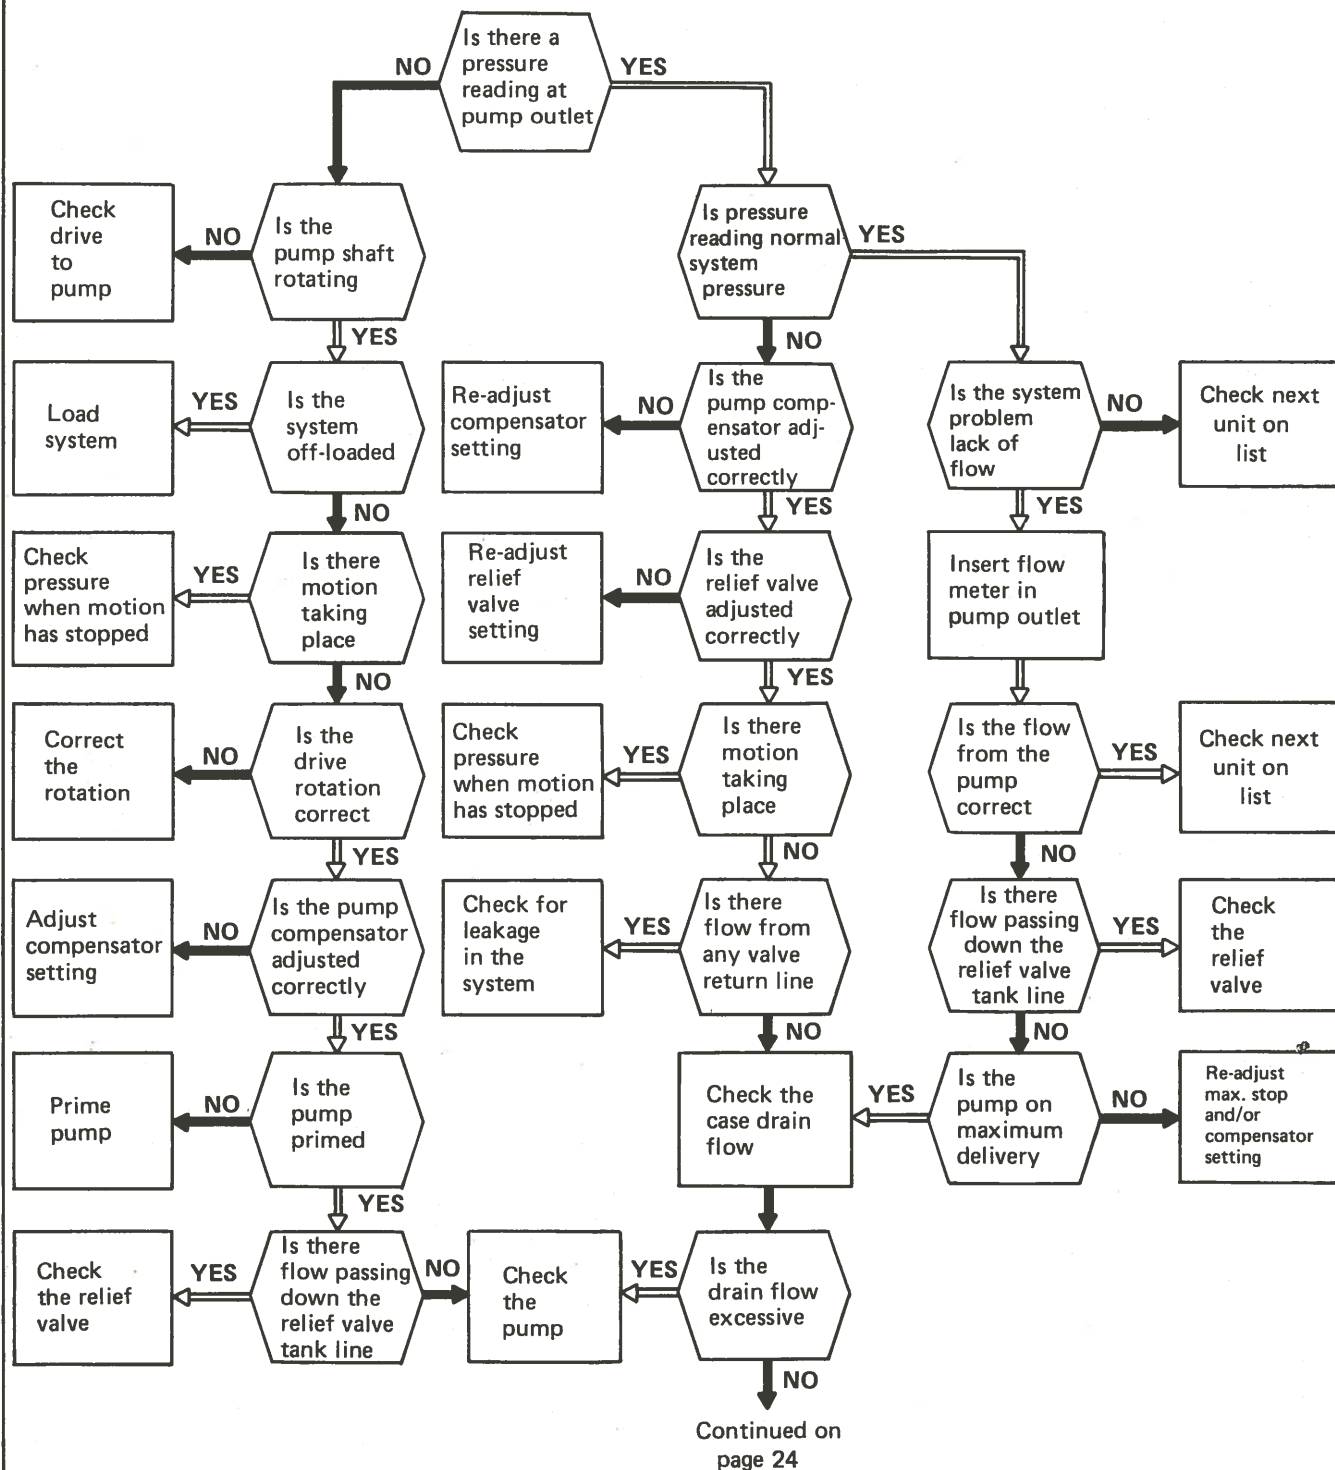 Is there a
pressure
reading at
pump outlet
NO
YES
Check
drive
to
pump
NO
Is the
pump shaft
rotating
YES
Is pressure
reading normal
system
pressure
YES
NO
Load
system
YES
Is the
system
off-loaded
NO
Re-adjust
compensator
setting
NO
Is the
pump comp-
ensator adj-
usted
correctly
YES
Is the system
problem
lack of
flow
NO
YES
Check next
unit on
list
Check
pressure
when motion
has stopped
YES
Is there
motion
taking
place
NO
Re-adjust
relief
valve
setting
NO
Is the
relief valve
adjusted
correctly
YES
Insert flow
meter in
pump outlet
Correct
the
rotation
NO
Is the
drive
rotation
correct
YES
Check
pressure
when motion
has stopped
YES
Is there
motion
taking
place
NO
Is the flow
from the
pump
correct
YES
NO
Check next
unit on
list
Adjust
compensator
setting
NO
Is the pump
compensator
adjusted
correctly
YES
Check for
leakage
in the
system
YES
Is there
flow from
any valve
return line
NO
Is there
flow passing
down the
relief valve
tank line
YES
NO
Check
the
relief
valve
Prime
pump
NO
Is the
pump
primed
YES
Check the
case drain
flow
YES
Is the
pump on
maximum
delivery
NO
Re-adjust
max. stop
and/or
compensator
setting
Check
the relief
valve
YES
Is there
flow passing
down the
relief valve
tank line
NO
Check
the
pump
YES
Is the
drain flow
excessive
NO
Continued on
page 24